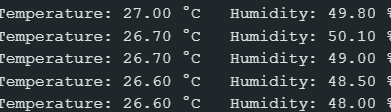 Temperature: 27.00 °C   Humidity: 49.80 %
Temperature: 26.70 °C   Humidity: 50.10 %
Temperature: 26.70 °C   Humidity: 49.00 %
Temperature: 26.60 °C   Humidity: 48.50 %
Temperature: 26.60 °C   Humidity: 48.00 %